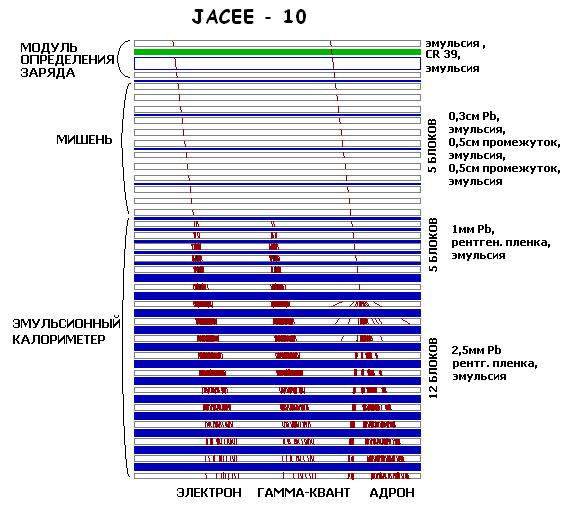 JACEE - 10
МОДУЛЬ
ОПРЕДЕЛЕНИЯ
ЗАРЯДА
эмульсия ,
CR 39,
эмульсия
МИШЕНЬ
5 БЛОКОВ
0,3см Pb,
эмульсия,
0,5см промежуток,
эмульсия,
0,5см промежуток,
эмульсия
5 БЛОКОВ
1мм Pb,
рентген. пленка,
эмульсия
ЭМУЛЬСИОННЫЙ
КАЛОРИМЕТЕР
12 БЛОКОВ
2,5мм Pb
рентг. пленка,
эмульсия
ЭЛЕКТРОН ГАММА-КВАНТ АДРОН